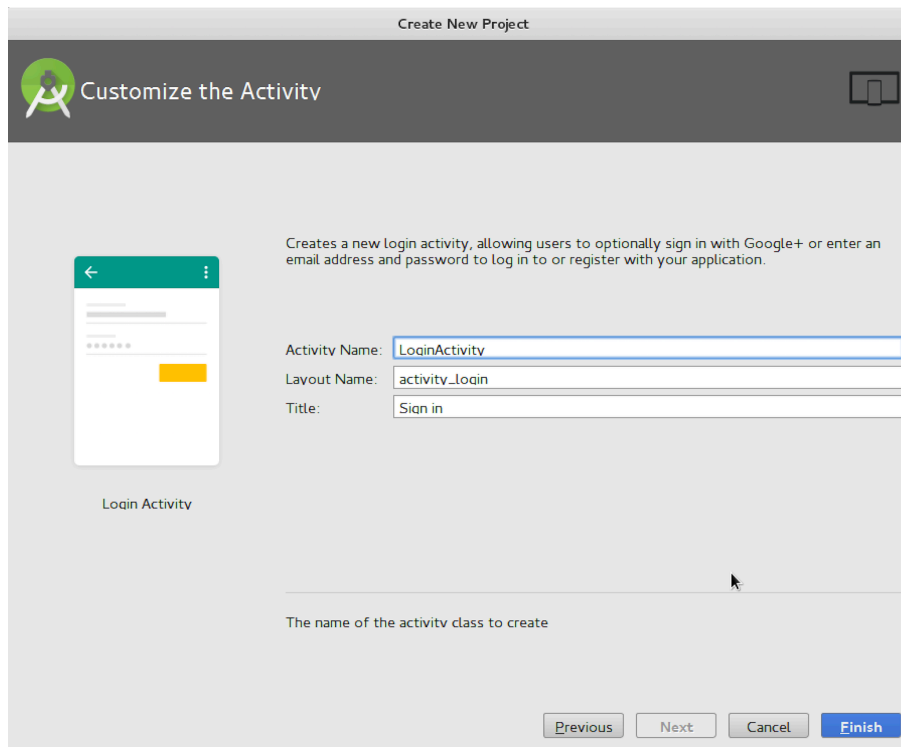 Create New Project
Customize the Activity
Creates a new login activity, allowing users to optionally sign in with Google+ or enter an
email address and password to log in to or register with your application.
Activity Name: LoginActivity
Layout Name: activity_login
Title: Sign in
Login Activity
The name of the activity class to create
Previous Next Cancel Finish